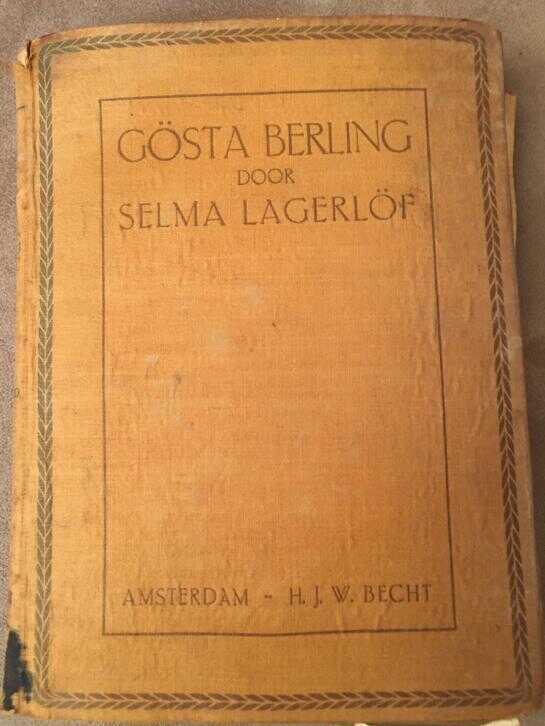 GÖSTA BERLING
DOOR
SELMA LAGERLÖF
AMSTERDAM - H. J. W. BECHT